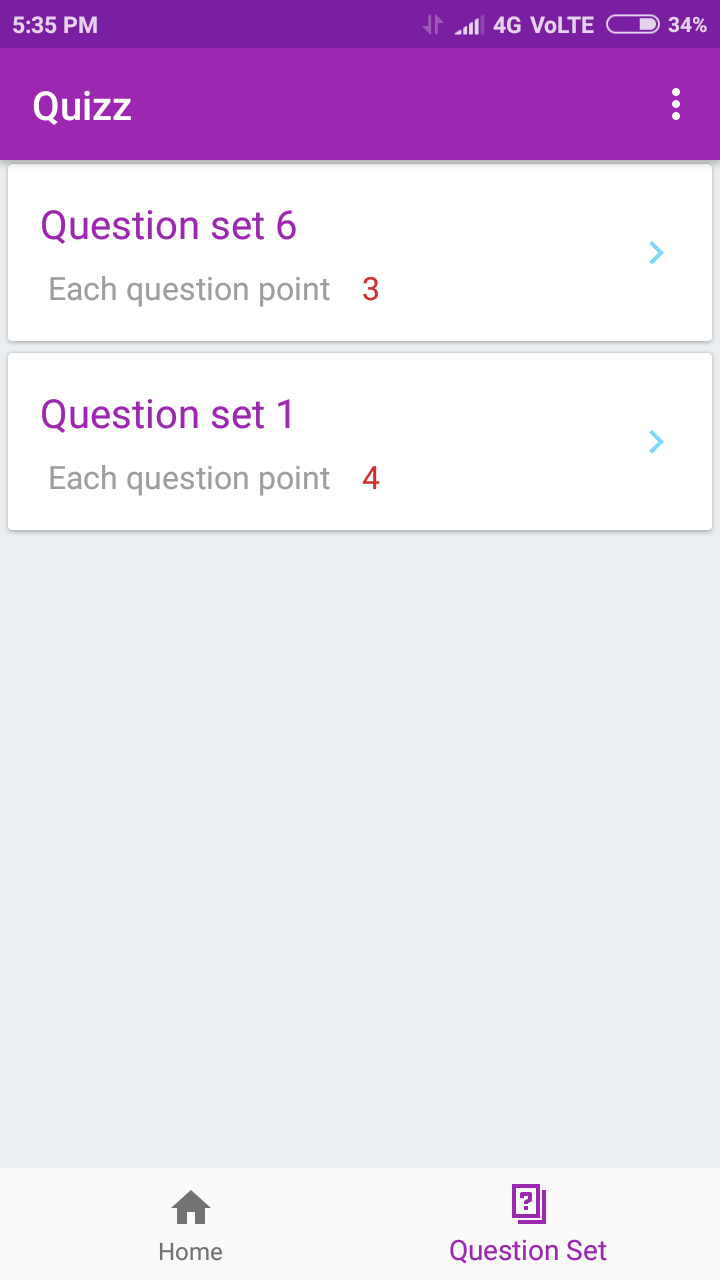 5:35 PM 4G VoLTE 34%
Quizz
Question set 6
Each question point 3
Question set 1
Each question point 4
Home Question Set